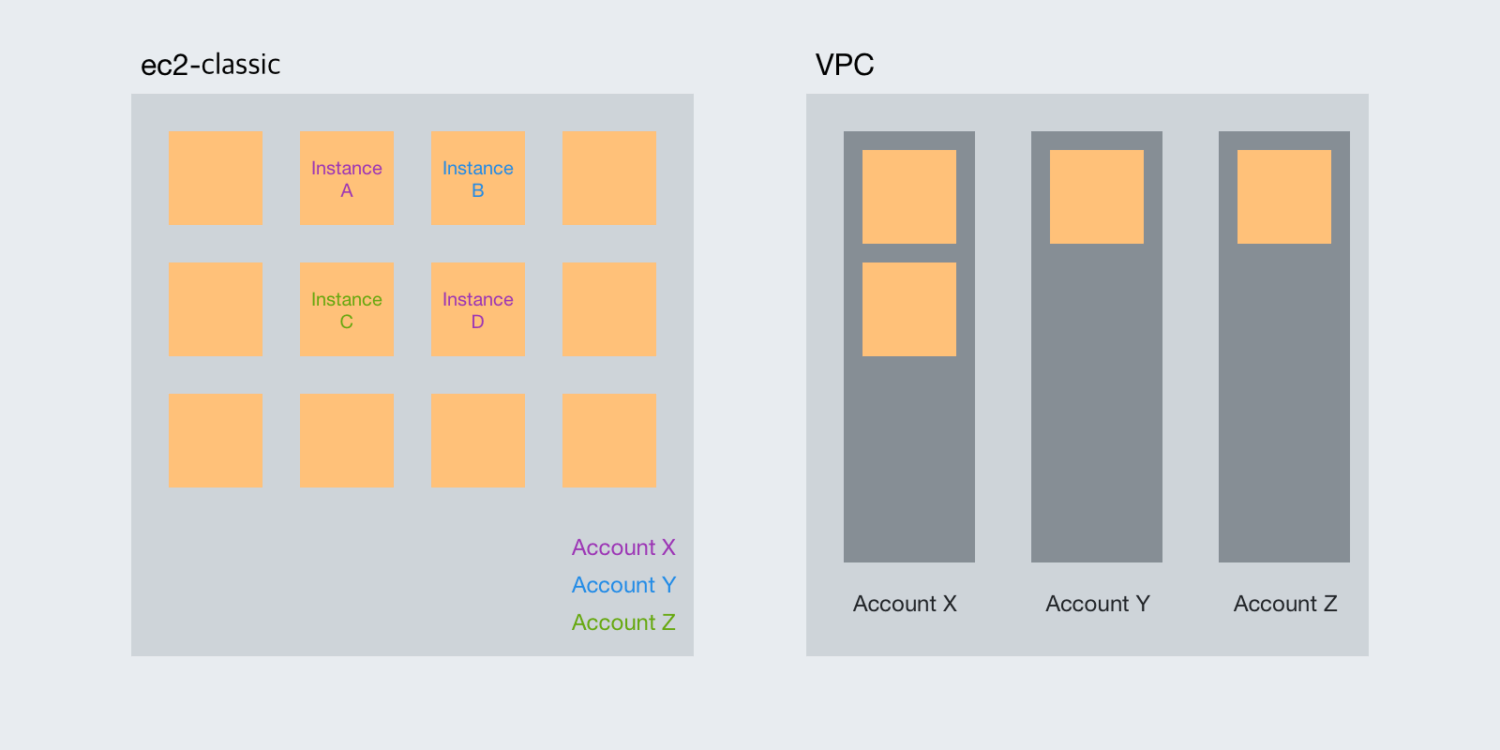 ec2-classic
Instance
A
Instance
B
Instance
C
Instance
D
Account X
Account Y
Account Z
VPC
Account X
Account Y
Account Z